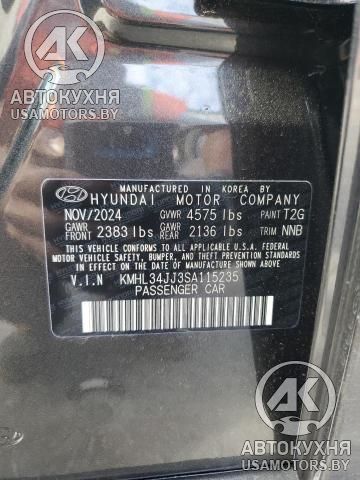 АК
АВТОКУХНЯ
USAMOTORS.BY
MANUFACTURED IN KOREA BY
HYUNDAI MOTOR COMPANY
NOV/2024 GVWR 4575 lbs PAINT T2G
GAWR FRONT 2383 lbs GAWR REAR 2136 lbs TRIM NNB
THIS VEHICLE CONFORMS TO ALL APPLICABLE U.S.A. FEDERAL
MOTOR VEHICLE SAFETY, BUMPER, AND THEFT PREVENTION
STANDARDS IN EFFECT ON THE DATE OF MANUFACTURE SHOWN ABOVE.
V.I.N KMHL34JJ3SA115235
PASSENGER CAR
АК
АВТОКУХНЯ
USAMOTORS.BY